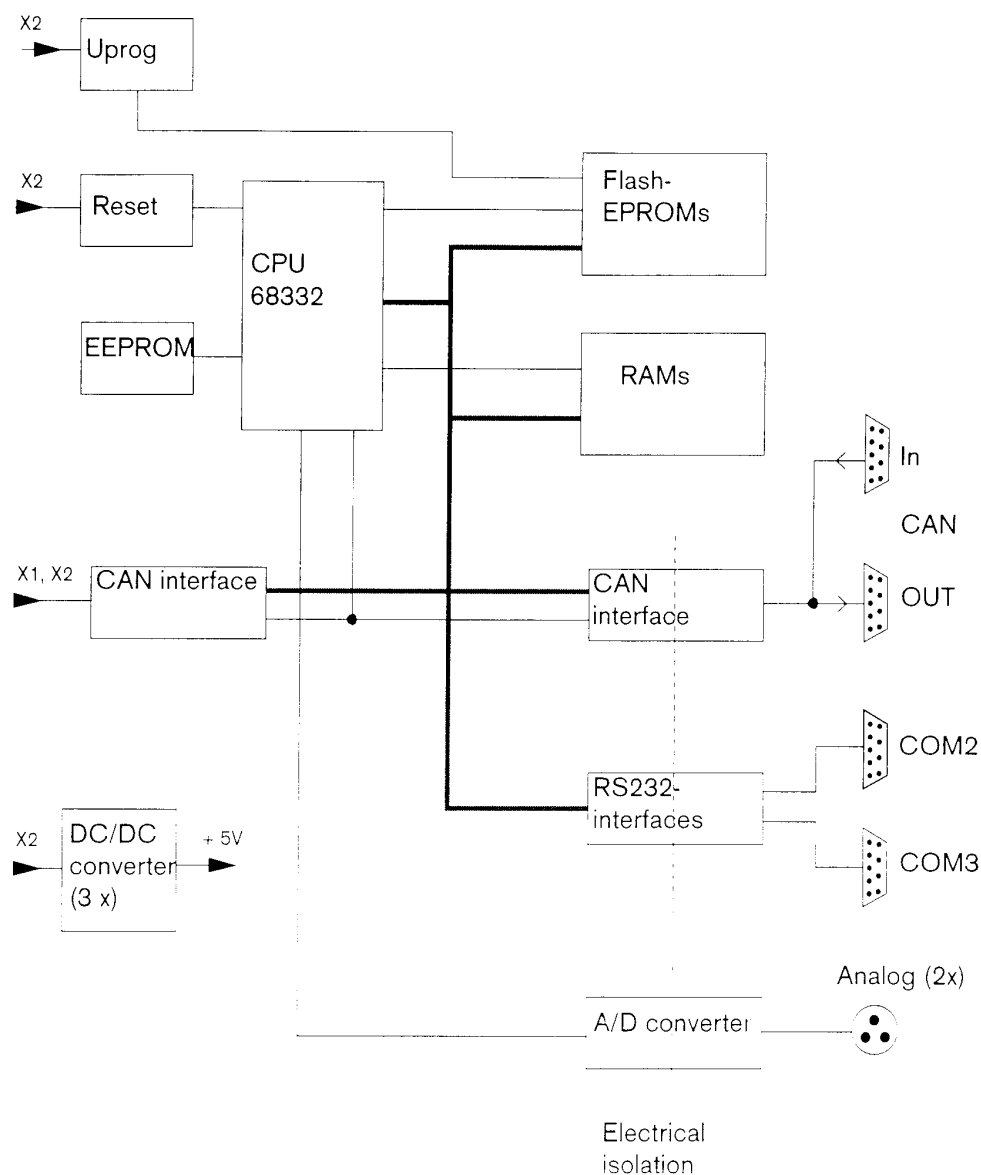 X2
Uprog
X2
Reset
CPU
68332
EEPROM
Flash-
EPROMs
RAMs
In
CAN
OUT
X1, X2
CAN interface
CAN
interface
COM2
RS232-
interfaces
COM3
X2
DC/DC
converter
(3 x)
+ 5V
Analog (2x)
A/D converter
Electrical
isolation